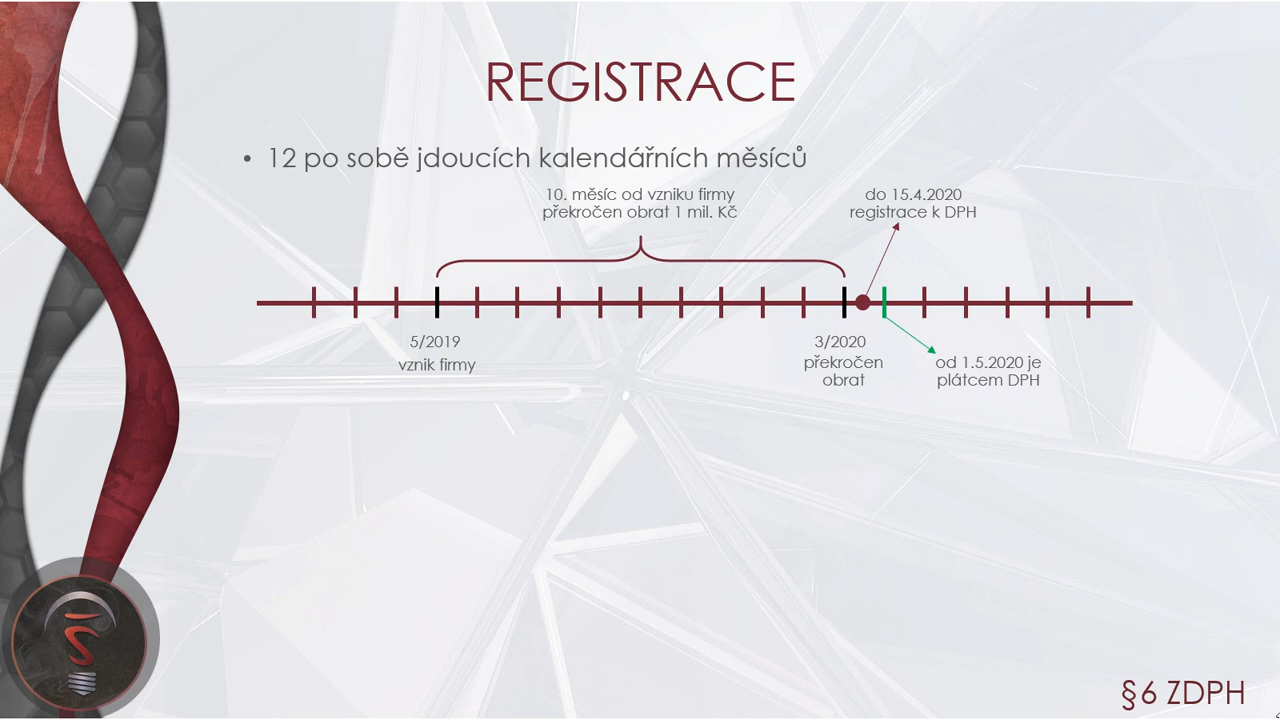 REGISTRACE
• 12 po sobě jdoucích kalendářních měsíců
10. měsíc od vzniku firmy
překročen obrat 1 mil. Kč
do 15.4.2020
registrace k DPH
5/2019
vznik firmy
3/2020
překročen
obrat
od 1.5.2020 je
plátcem DPH
§6 ZDPH